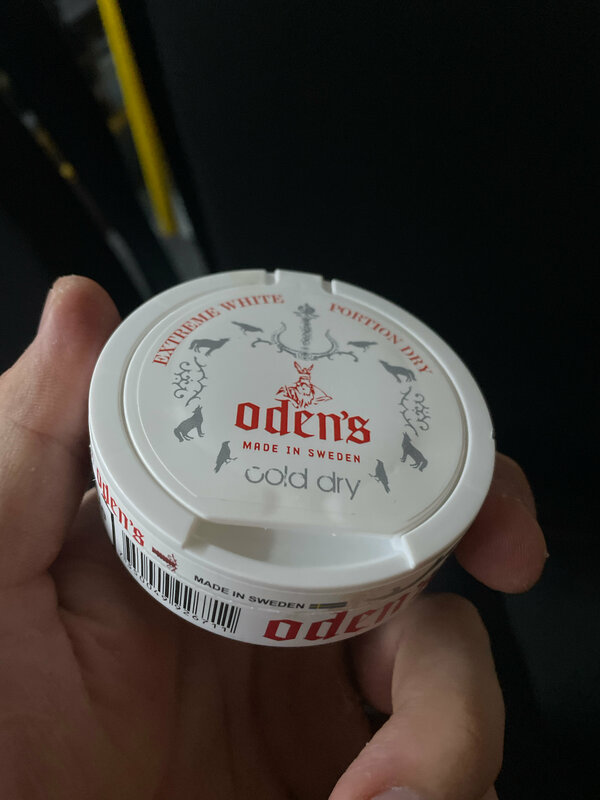 EXTREME WHITE PORTION DRY
oden's
MADE IN SWEDEN
cold dry
oden's
MADE IN SWEDEN
oden